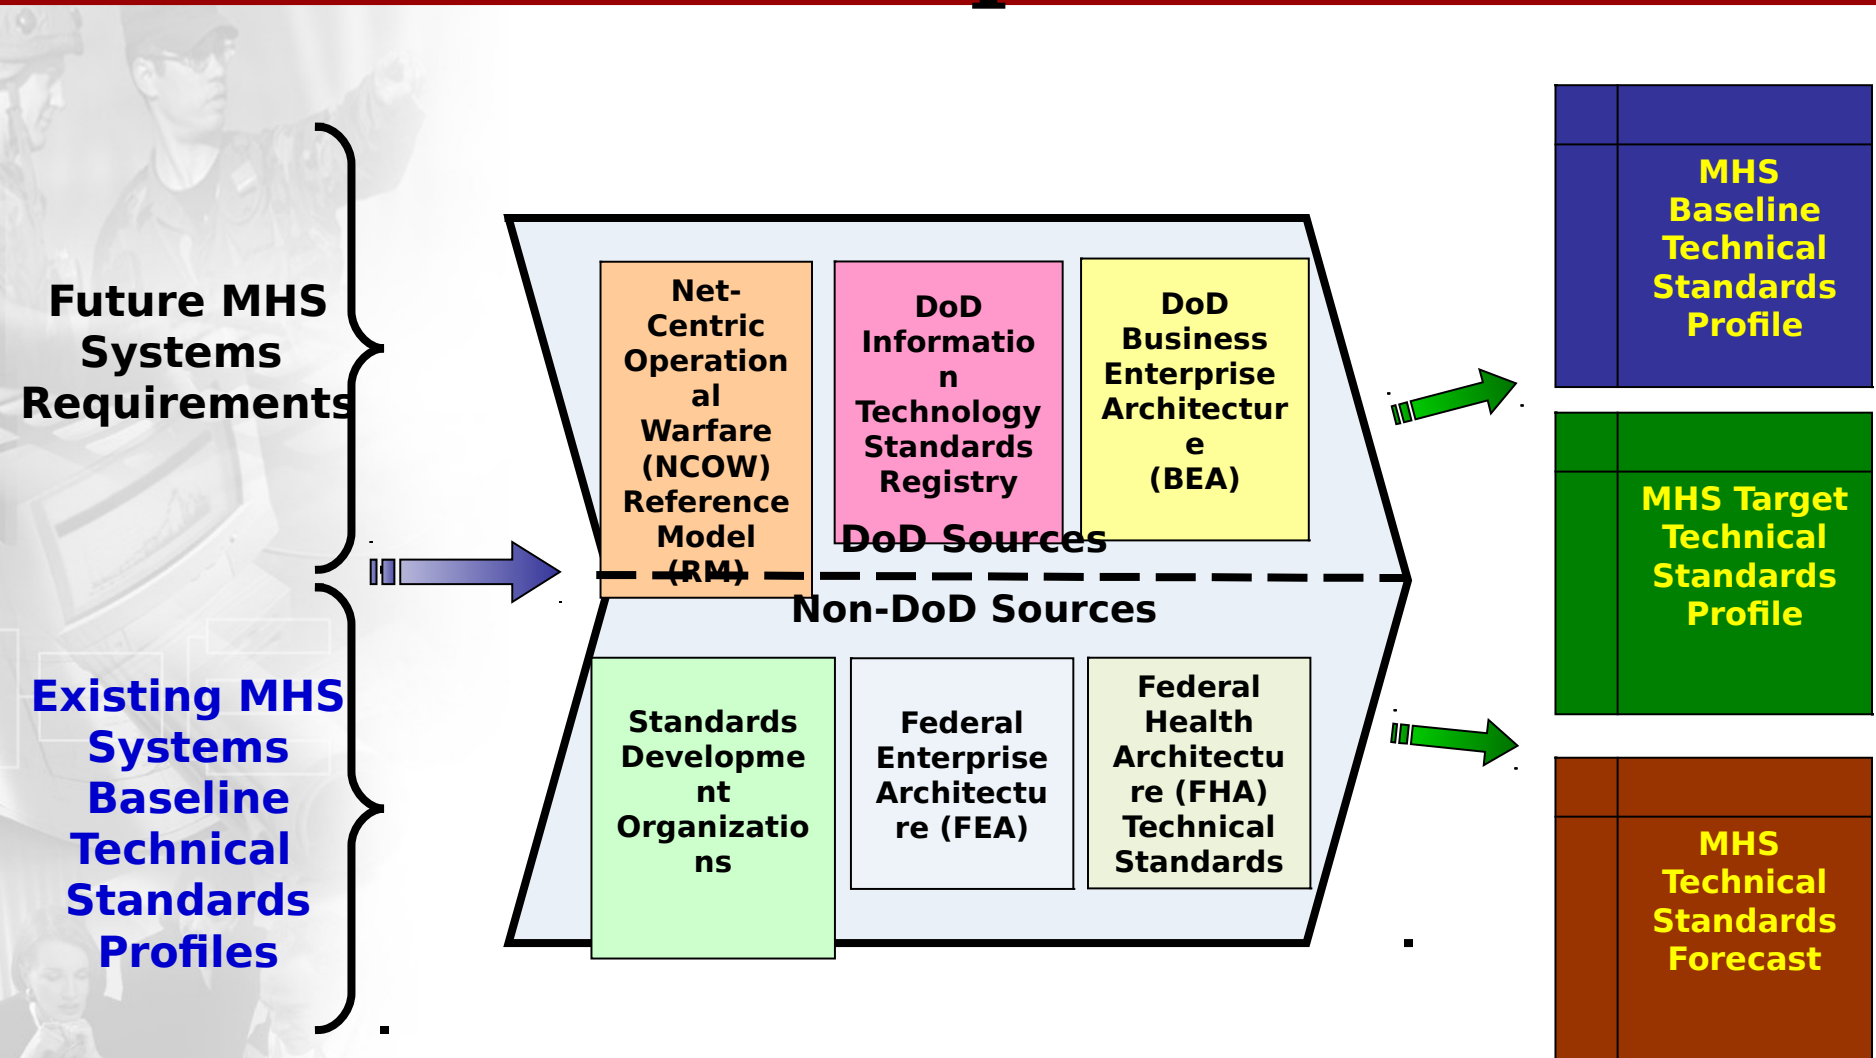 Future MHS
Systems
Requirements
Existing MHS
Systems
Baseline
Technical
Standards
Profiles
Net-
Centric
Operation
al
Warfare
(NCOW)
Reference
Model
(RM)
DoD
Informatio
n
Technology
Standards
Registry
DoD
Business
Enterprise
Architectur
e
(BEA)
DoD Sources
Non-DoD Sources
Standards
Developme
nt
Organizatio
ns
Federal
Enterprise
Architectu
re (FEA)
Federal
Health
Architectu
re (FHA)
Technical
Standards
MHS
Baseline
Technical
Standards
Profile
MHS Target
Technical
Standards
Profile
MHS
Technical
Standards
Forecast